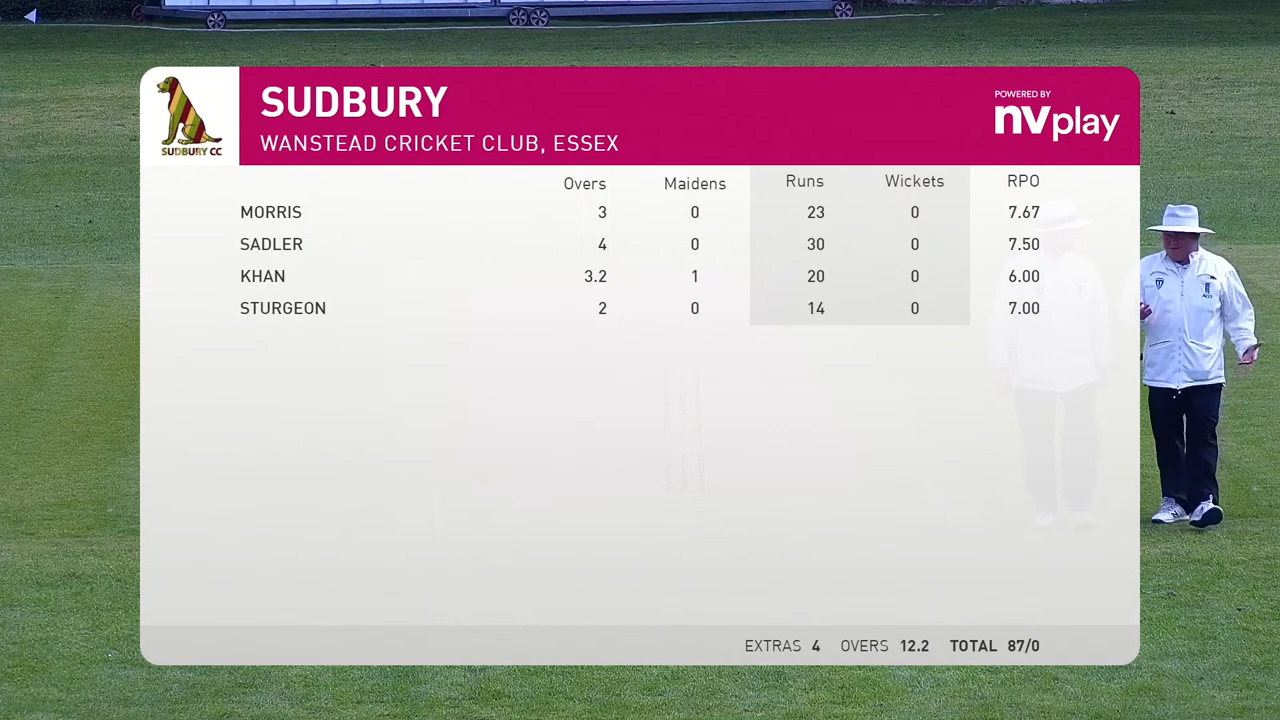 SUDBURY
WANSTEAD CRICKET CLUB, ESSEX
SUDBURY CC
POWERED BY
nvplay
Overs Maidens Runs Wickets RPO
MORRIS 3 0 23 0 7.67
SADLER 4 0 30 0 7.50
KHAN 3.2 1 20 0 6.00
STURGEON 2 0 14 0 7.00
EXTRAS 4 OVERS 12.2 TOTAL 87/0